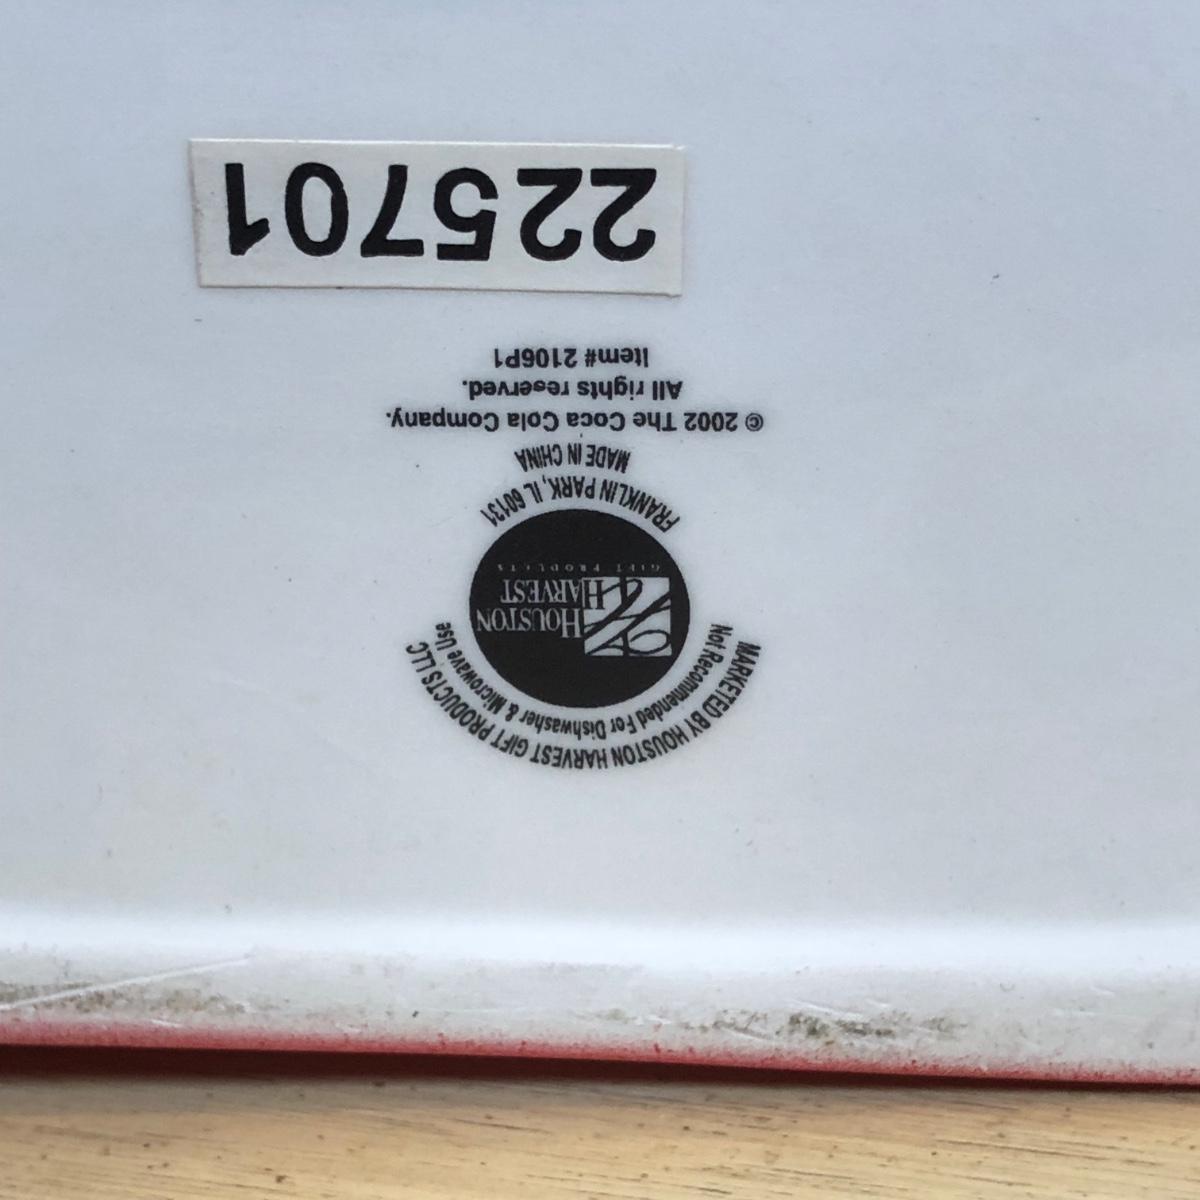 MARKETED BY HOUSTON HARVEST GIFT PRODUCTS LLC
Not Recommended For Dishwasher & Microwave Use
HOUSTON
HARVEST
GIFT PRODUCTS
FRANKLIN PARK, IL 60131
MADE IN CHINA
© 2002 The Coca Cola Company.
All rights reserved.
Item# 2106P1
225701